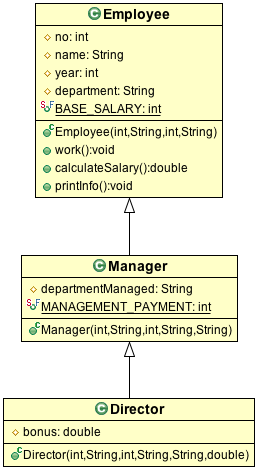 Employee
no: int
name: String
year: int
department: String
BASE_SALARY: int
Employee(int,String,int,String)
work():void
calculateSalary():double
printInfo():void
Manager
departmentManaged: String
MANAGEMENT_PAYMENT: int
Manager(int,String,int,String,String)
Director
bonus: double
Director(int,String,int,String,String,double)